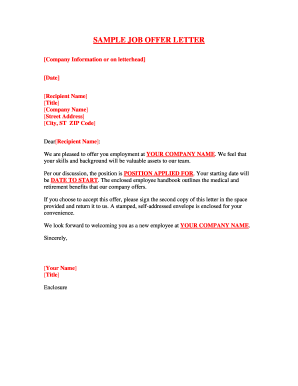 SAMPLE JOB OFFER LETTER
[Company Information or on letterhead]
[Date]
[Recipient Name]
[Title]
[Company Name]
[Street Address]
[City, ST ZIP Code]
Dear[Recipient Name]:
We are pleased to offer you employment at YOUR COMPANY NAME. We feel that
your skills and background will be valuable assets to our team.
Per our discussion, the position is POSITION APPLIED FOR. Your starting date will
be DATE TO START. The enclosed employee handbook outlines the medical and
retirement benefits that our company offers.
If you choose to accept this offer, please sign the second copy of this letter in the space
provided and return it to us. A stamped, self-addressed envelope is enclosed for your
convenience.
We look forward to welcoming you as a new employee at YOUR COMPANY NAME.
Sincerely,
[Your Name]
[Title]
Enclosure